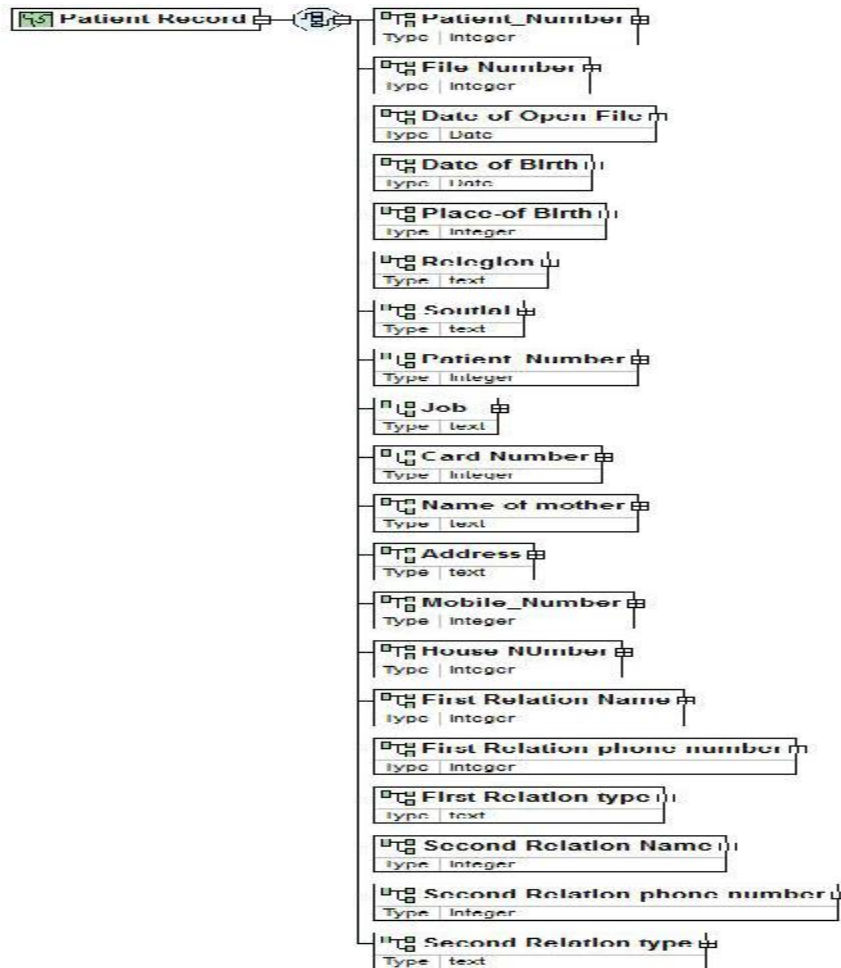 Patient Record
Patient_Number
Type Integer
File Number
Type Integer
Date of Open File
Type Date
Date of Birth
Type Date
Place-of Birth
Type Integer
Relegion
Type text
Type text
Patient_Number
Type Integer
Job
Type text
Card Number
Type Integer
Name of mother
Type text
Address
Type text
Mobile_Number
Type Integer
House NUmber
Type Integer
First Relation Name
Type Integer
First Relation phone number
Type Integer
First Relation type
Type text
Second Relation Name
Type Integer
Second Relation phone number
Type Integer
Second Relation type
Type text